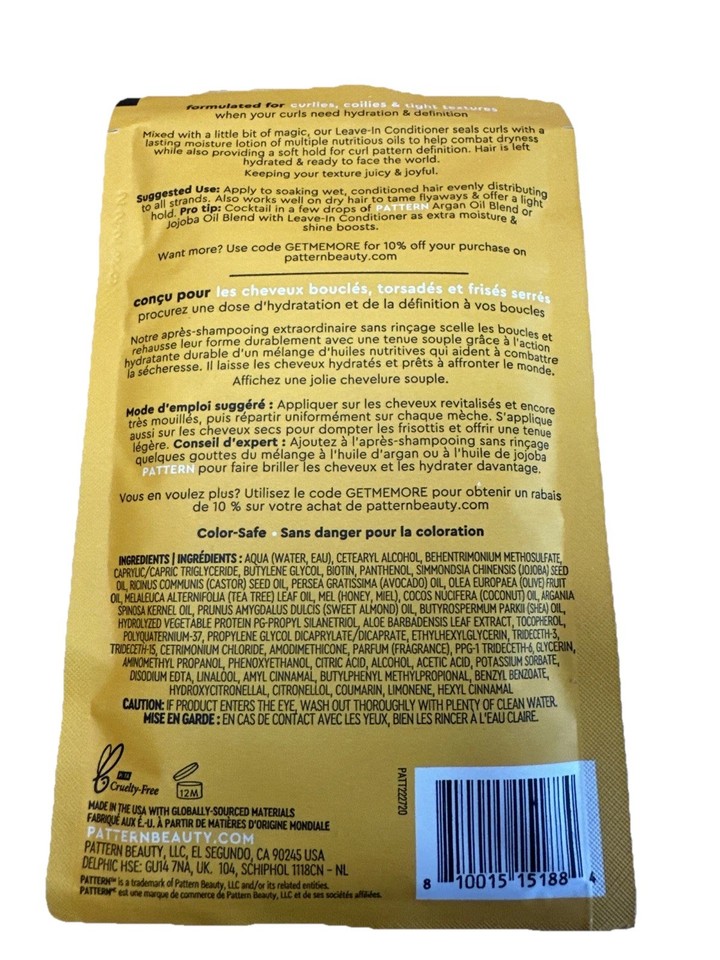 formulated for curlies, coilies & tight textures
when your curls need hydration & definition
Mixed with a little bit of magic, our Leave-In Conditioner seals curls with a
lasting moisture lotion of multiple nutritious oils to help combat dryness
while also providing a soft hold for curl pattern definition. Hair is left
hydrated & ready to face the world.
Keeping your texture juicy & joyful.
Suggested Use: Apply to soaking wet, conditioned hair evenly distributing
to all strands. Also works well on dry hair to tame flyaways & offer a light
hold. Pro tip: Cocktail in a few drops of PATTERN Argan Oil Blend or
Jojoba Oil Blend with Leave-In Conditioner as extra moisture &
shine boosts.
Want more? Use code GETMEMORE for 10% off your purchase on
patternbeauty.com
conçu pour les cheveux bouclés, torsadés et frisés serrés
procurez une dose d'hydratation et de la définition à vos boucles
Notre après-shampooing extraordinaire sans rinçage scelle les boucles et
rehausse leur forme durablement avec une tenue souple grâce à l'action
hydratante durable d'un mélange d'huiles nutritives qui aident à combattre
la sécheresse. Il laisse les cheveux hydratés et prêts à affronter le monde.
Affichez une jolie chevelure souple.
Mode d'emploi suggéré : Appliquer sur les cheveux revitalisés et encore
très mouillés, puis répartir uniformément sur chaque mèche. S'applique
aussi sur les cheveux secs pour dompter les frisottis et offrir une tenue
légère. Conseil d'expert : Ajoutez à l'après-shampooing sans rinçage
quelques gouttes du mélange à l'huile d'argan ou à l'huile de jojoba
PATTERN pour faire briller les cheveux et les hydrater davantage.
Vous en voulez plus? Utilisez le code GETMEMORE pour obtenir un rabais
de 10 % sur votre achat de patternbeauty.com
Color-Safe • Sans danger pour la coloration
INGREDIENTS | INGRÉDIENTS : AQUA (WATER, EAU), CETEARYL ALCOHOL, BEHENTRIMONIUM METHOSULFATE,
CAPRYLIC/CAPRIC TRIGLYCERIDE, BUTYLENE GLYCOL, BIOTIN, PANTHENOL, SIMMONDSIA CHINENSIS (JOJOBA) SEED
OIL, RICINUS COMMUNIS (CASTOR) SEED OIL, PERSEA GRATISSIMA (AVOCADO) OIL, OLEA EUROPAEA (OLIVE) FRUIT
OIL, MELALEUCA ALTERNIFOLIA (TEA TREE) LEAF OIL, MEL (HONEY, MIEL), COCOS NUCIFERA (COCONUT) OIL, ARGANIA
SPINOSA KERNEL OIL, PRUNUS AMYGDALUS DULCIS (SWEET ALMOND) OIL, BUTYROSPERMUM PARKII (SHEA) OIL,
HYDROLYZED VEGETABLE PROTEIN PG-PROPYL SILANETRIOL, ALOE BARBADENSIS LEAF EXTRACT, TOCOPHEROL,
POLYQUATERNIUM-37, PROPYLENE GLYCOL DICAPRYLATE/DICAPRATE, ETHYLHEXYLGLYCERIN, TRIDECETH-3,
TRIDECETH-15, CETRIMONIUM CHLORIDE, AMODIMETHICONE, PARFUM (FRAGRANCE), PPG-1 TRIDECETH-6, GLYCERIN,
AMINOMETHYL PROPANOL, PHENOXYETHANOL, CITRIC ACID, ALCOHOL, ACETIC ACID, POTASSIUM SORBATE,
DISODIUM EDTA, LINALOOL, AMYL CINNAMAL, BUTYLPHENYL METHYLPROPIONAL, BENZYL BENZOATE,
HYDROXYCITRONELLAL, CITRONELLOL, COUMARIN, LIMONENE, HEXYL CINNAMAL
CAUTION: IF PRODUCT ENTERS THE EYE, WASH OUT THOROUGHLY WITH PLENTY OF CLEAN WATER.
MISE EN GARDE : EN CAS DE CONTACT AVEC LES YEUX, BIEN LES RINCER À L'EAU CLAIRE.
Cruelty-Free
12M
PATT222720
MADE IN THE USA WITH GLOBALLY-SOURCED MATERIALS
FABRIQUÉ AUX É.-U. À PARTIR DE MATIÈRES D'ORIGINE MONDIALE
PATTERNBEAUTY.COM
PATTERN BEAUTY, LLC, EL SEGUNDO, CA 90245 USA
DELPHIC HSE: GU14 7NA, UK. 104, SCHIPHOL 1118CN - NL
PATTERN™ is a trademark of Pattern Beauty, LLC and/or its related entities.
PATTERN™ est une marque de commerce de Pattern Beauty, LLC et de ses sociétés affiliées.
8 10015 15188 4